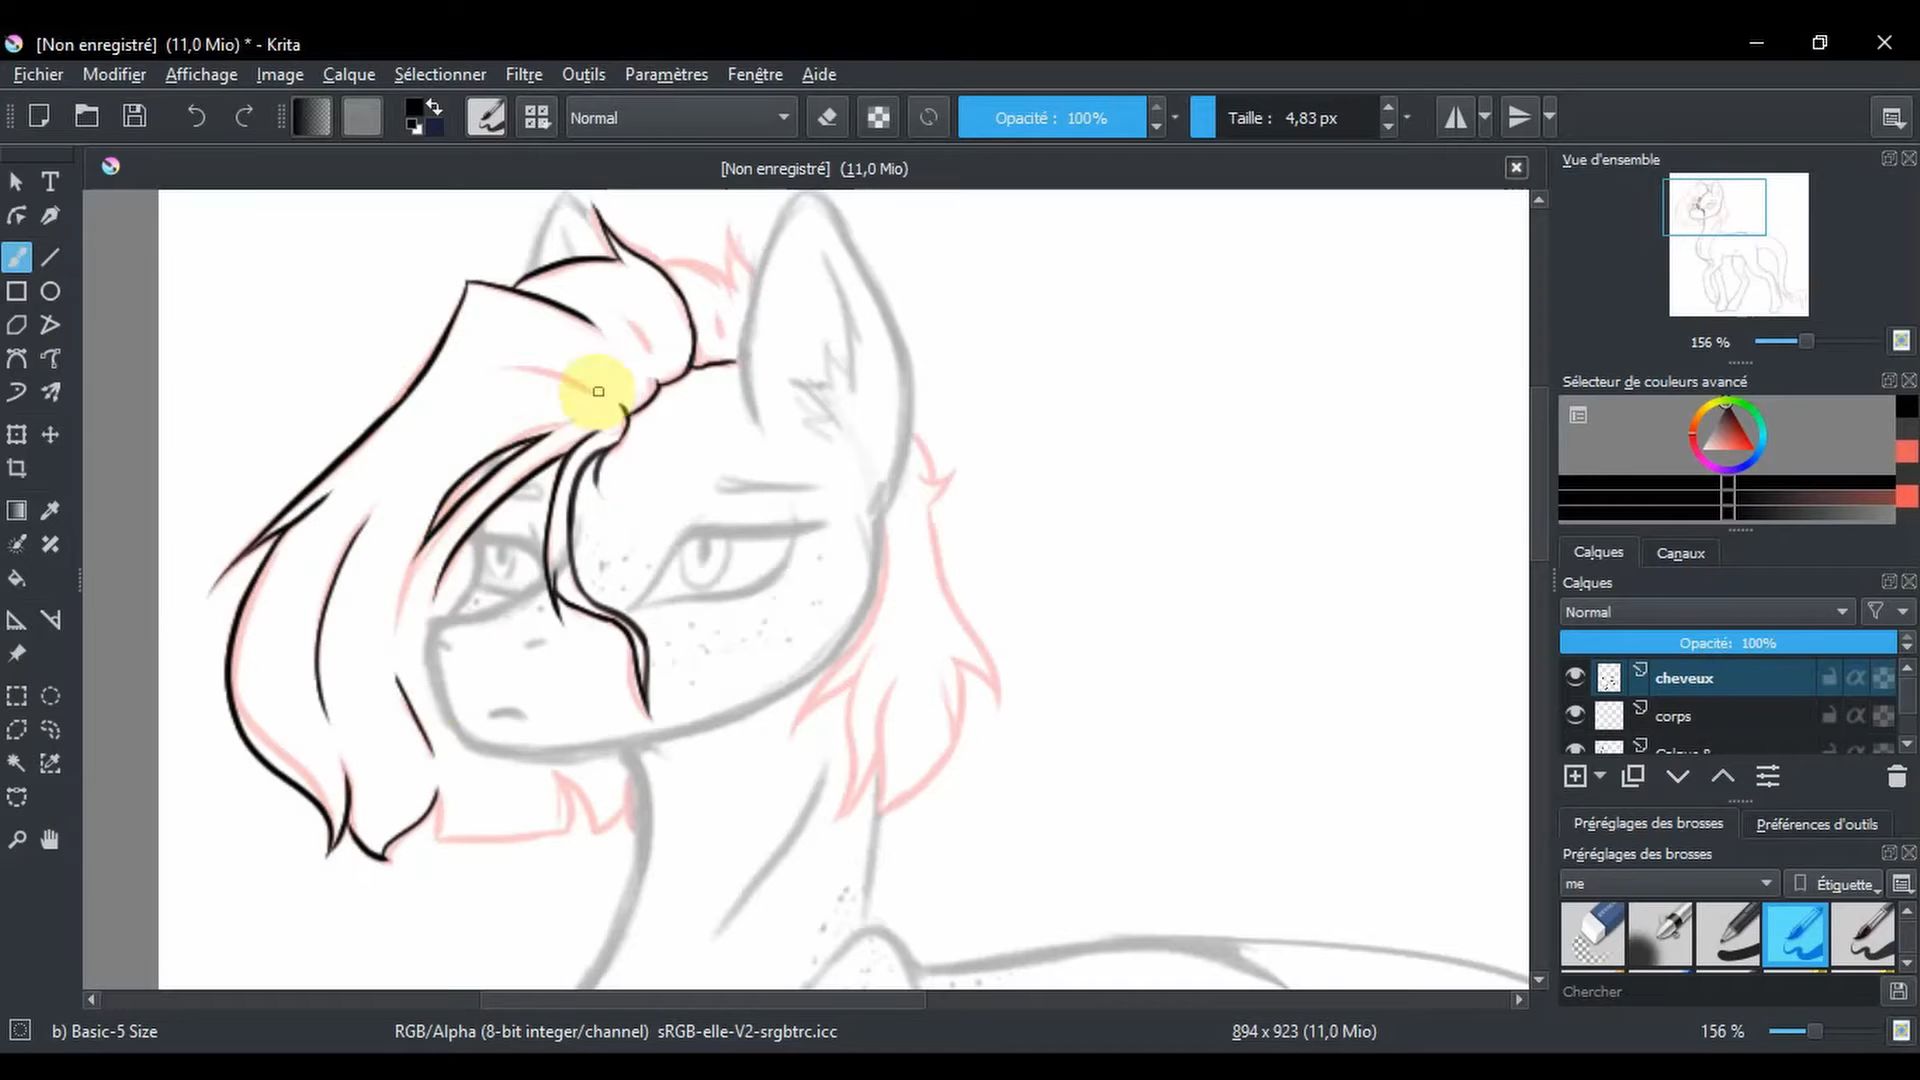 [Non enregistré] (11,0 Mio) * - Krita
Fichier Modifier Affichage Image Calque Sélectionner Filtre Outils Paramètres Fenêtre Aide
Normal Opacité : 100% Taille : 4,83 px
[Non enregistré] (11,0 Mio)
Vue d'ensemble
156 %
Sélecteur de couleurs avancé
Calques Canaux
Calques
Normal
Opacité: 100%
cheveux
corps
Préréglages des brosses Préférences d'outils
Préréglages des brosses
me Étiquette
Chercher
b) Basic-5 Size RGB/Alpha (8-bit integer/channel) sRGB-elle-V2-srgbtrc.icc 894 x 923 (11,0 Mio) 156 %